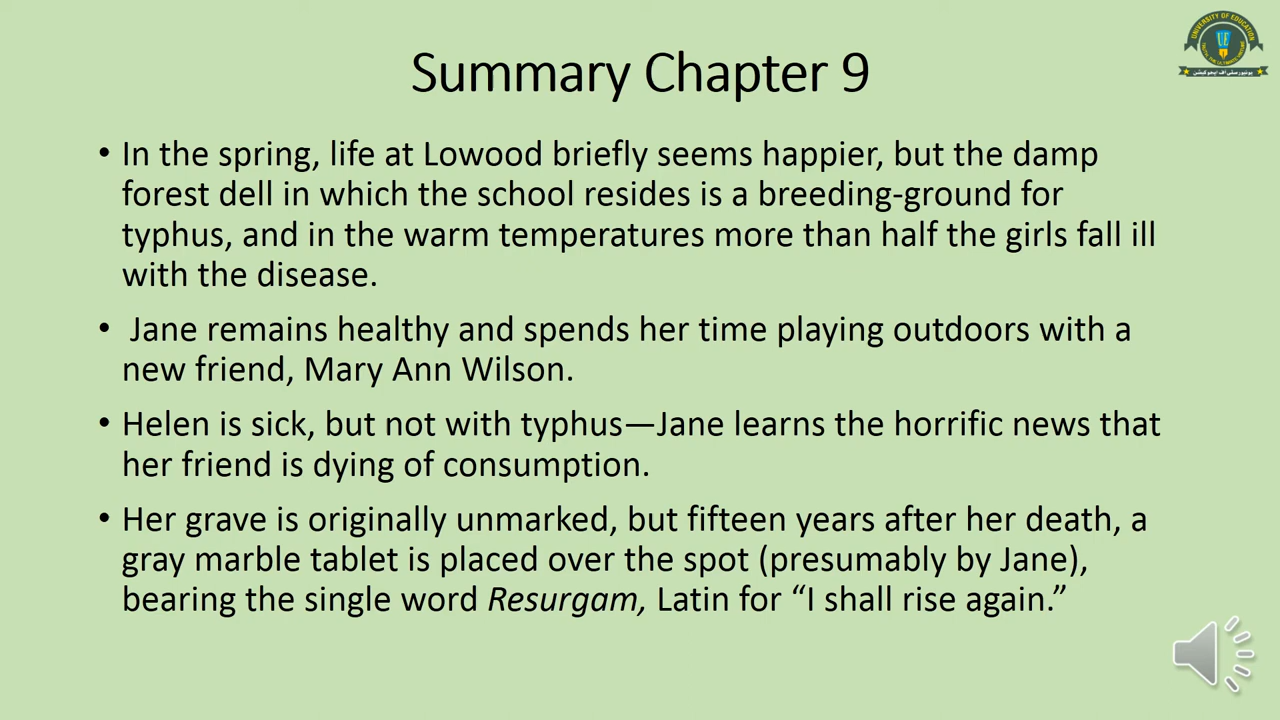 UNIVERSITY OF EDUCATION
UE
Summary Chapter 9
• In the spring, life at Lowood briefly seems happier, but the damp
forest dell in which the school resides is a breeding-ground for
typhus, and in the warm temperatures more than half the girls fall ill
with the disease.
• Jane remains healthy and spends her time playing outdoors with a
new friend, Mary Ann Wilson.
• Helen is sick, but not with typhus—Jane learns the horrific news that
her friend is dying of consumption.
• Her grave is originally unmarked, but fifteen years after her death, a
gray marble tablet is placed over the spot (presumably by Jane),
bearing the single word Resurgam, Latin for “I shall rise again.”